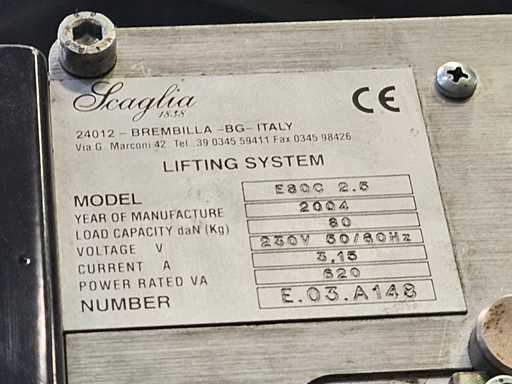 Scaglia
1838
CE
24012 - BREMBILLA -BG- ITALY
Via G. Marconi 42 Tel. 39 0345 59411 Fax 0345 98426
LIFTING SYSTEM
MODEL E80C 2.5
YEAR OF MANUFACTURE 2004
LOAD CAPACITY daN (Kg) 80
VOLTAGE V 230V 50/60Hz
CURRENT A 3,15
POWER RATED VA 620
NUMBER E.03.A148